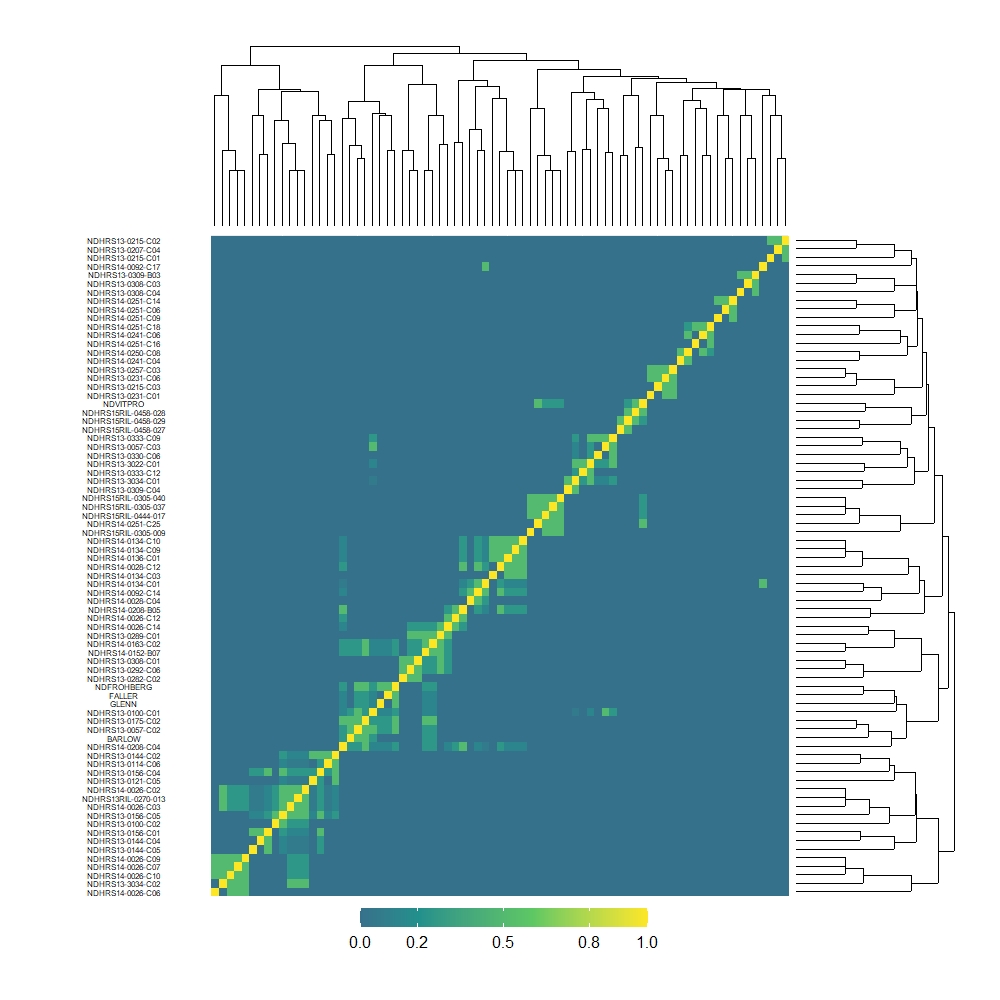 NDHRS13-0215-C02
NDHRS13-0207-C04
NDHRS13-0215-C01
NDHRS14-0092-C17
NDHRS13-0309-B03
NDHRS13-0308-C03
NDHRS13-0308-C04
NDHRS14-0251-C14
NDHRS14-0251-C06
NDHRS14-0251-C09
NDHRS14-0251-C18
NDHRS14-0241-C06
NDHRS14-0251-C16
NDHRS14-0250-C08
NDHRS14-0241-C04
NDHRS13-0257-C03
NDHRS14-0231-C06
NDHRS13-0215-C03
NDHRS14-0231-C01
NDVITPRO
NDHRS15RIL-0458-028
NDHRS15RIL-0458-029
NDHRS15RIL-0458-027
NDHRS13-0333-C09
NDHRS13-0057-C03
NDHRS13-0330-C06
NDHRS13-3022-C01
NDHRS13-0333-C12
NDHRS13-3034-C01
NDHRS13-0309-C04
NDHRS15RIL-0305-040
NDHRS15RIL-0305-037
NDHRS15RIL-0444-017
NDHRS14-0251-C25
NDHRS15RIL-0305-009
NDHRS14-0134-C10
NDHRS14-0134-C09
NDHRS14-0136-C01
NDHRS14-0028-C12
NDHRS14-0134-C03
NDHRS14-0134-C01
NDHRS14-0092-C14
NDHRS14-0028-C04
NDHRS14-0208-B05
NDHRS14-0026-C12
NDHRS14-0026-C14
NDHRS13-0289-C01
NDHRS14-0163-C02
NDHRS14-0152-B07
NDHRS13-0308-C01
NDHRS13-0292-C06
NDHRS13-0282-C02
NDFROHBERG
FALLER
GLENN
NDHRS13-0100-C01
NDHRS13-0175-C02
NDHRS13-0057-C02
BARLOW
NDHRS14-0208-C04
NDHRS13-0144-C02
NDHRS13-0114-C06
NDHRS13-0156-C04
NDHRS13-0121-C05
NDHRS14-0026-C02
NDHRS13RIL-0270-013
NDHRS14-0026-C03
NDHRS13-0156-C05
NDHRS13-0100-C02
NDHRS13-0156-C01
NDHRS13-0144-C04
NDHRS13-0144-C05
NDHRS14-0026-C09
NDHRS14-0026-C07
NDHRS14-0026-C10
NDHRS13-3034-C02
NDHRS14-0026-C06
0.0 0.2 0.5 0.8 1.0